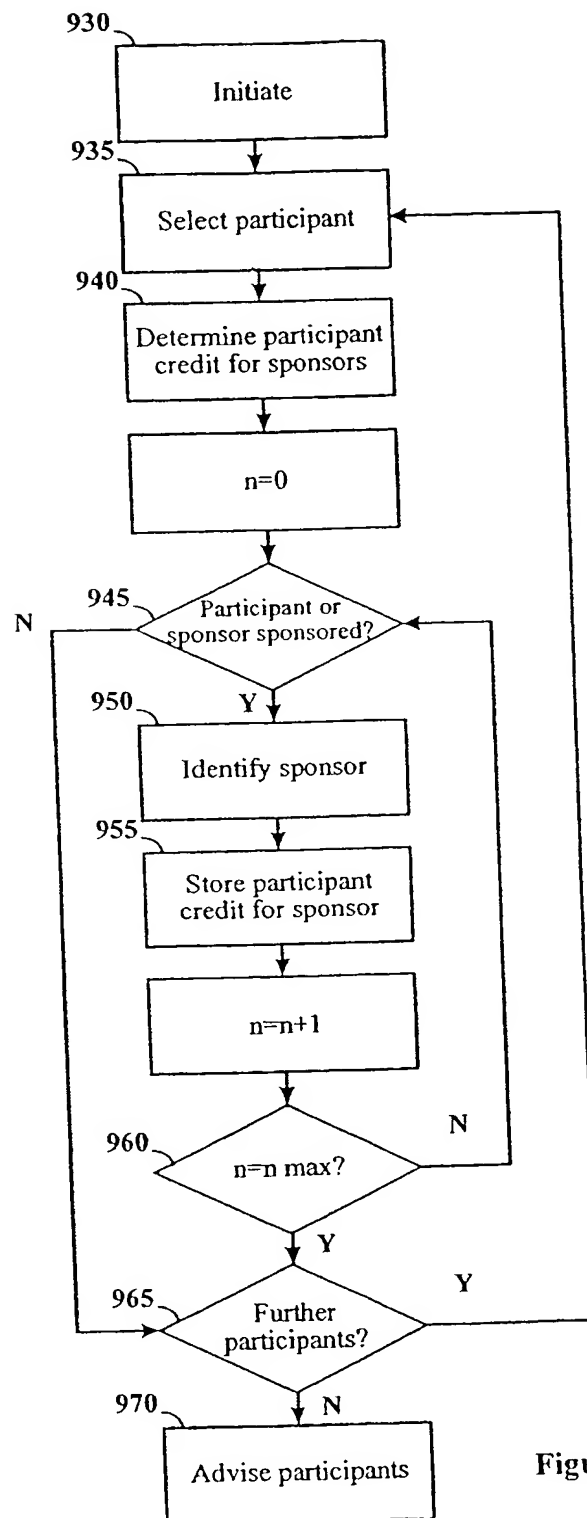 930
Initiate
935
Select participant
940
Determine participant
credit for sponsors
n=0
945
N
Participant or
sponsor sponsored?
Y
950
Identify sponsor
955
Store participant
credit for sponsor
n=n+1
960
N
n=n max?
Y
965
Y
Further
participants?
N
970
Advise participants